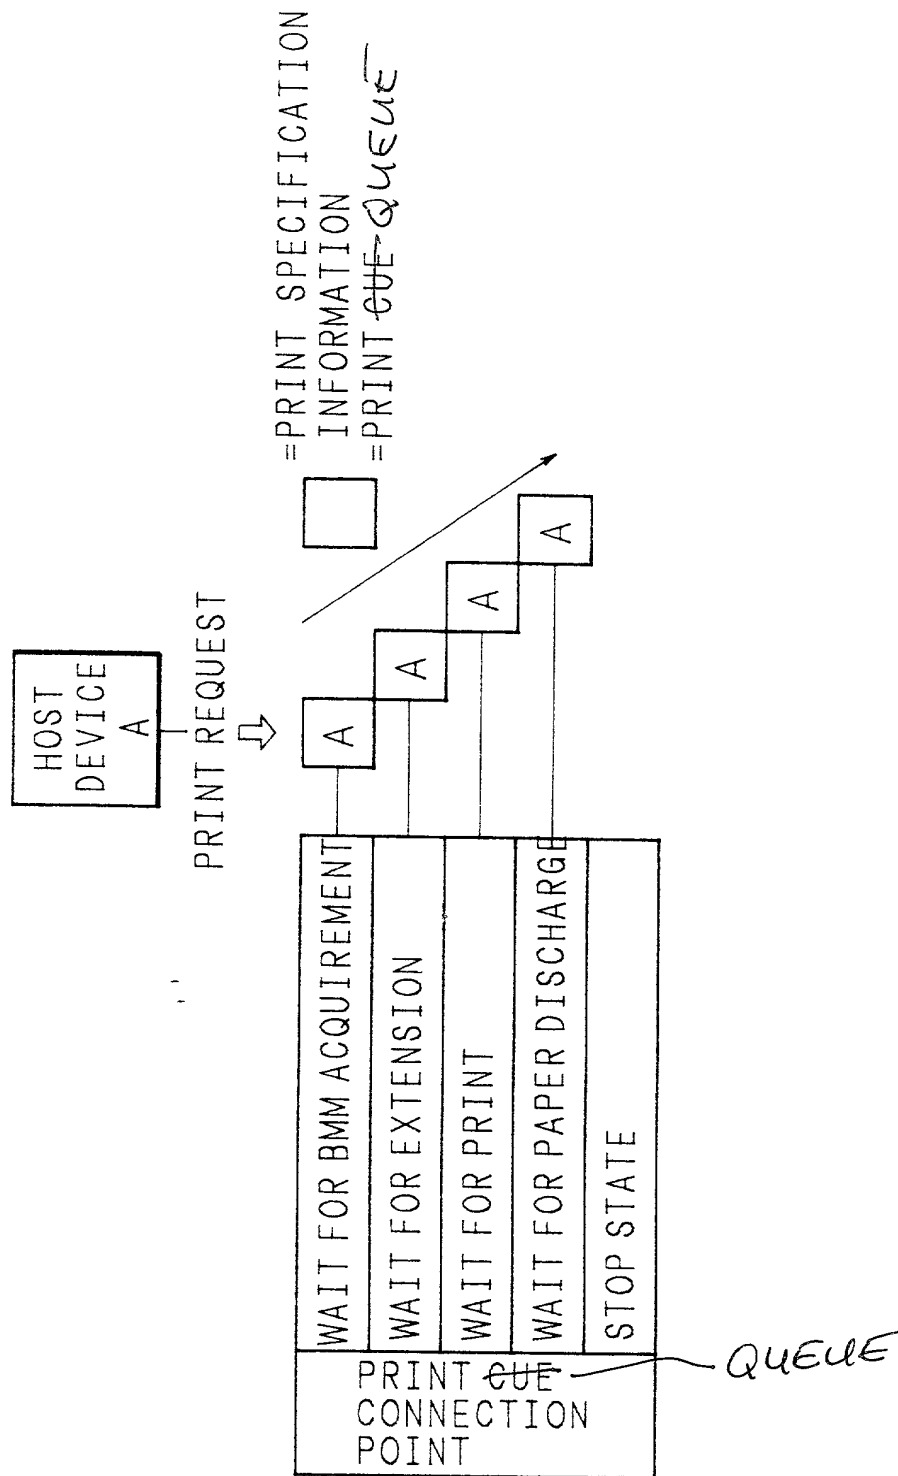 HOST
DEVICE
A
PRINT REQUEST
=PRINT SPECIFICATION
INFORMATION
=PRINT CUE QUEUE
A
A
A
A
WAIT FOR BMM ACQUIREMENT
WAIT FOR EXTENSION
WAIT FOR PRINT
WAIT FOR PAPER DISCHARGE
STOP STATE
PRINT CUE
CONNECTION
POINT
QUEUE